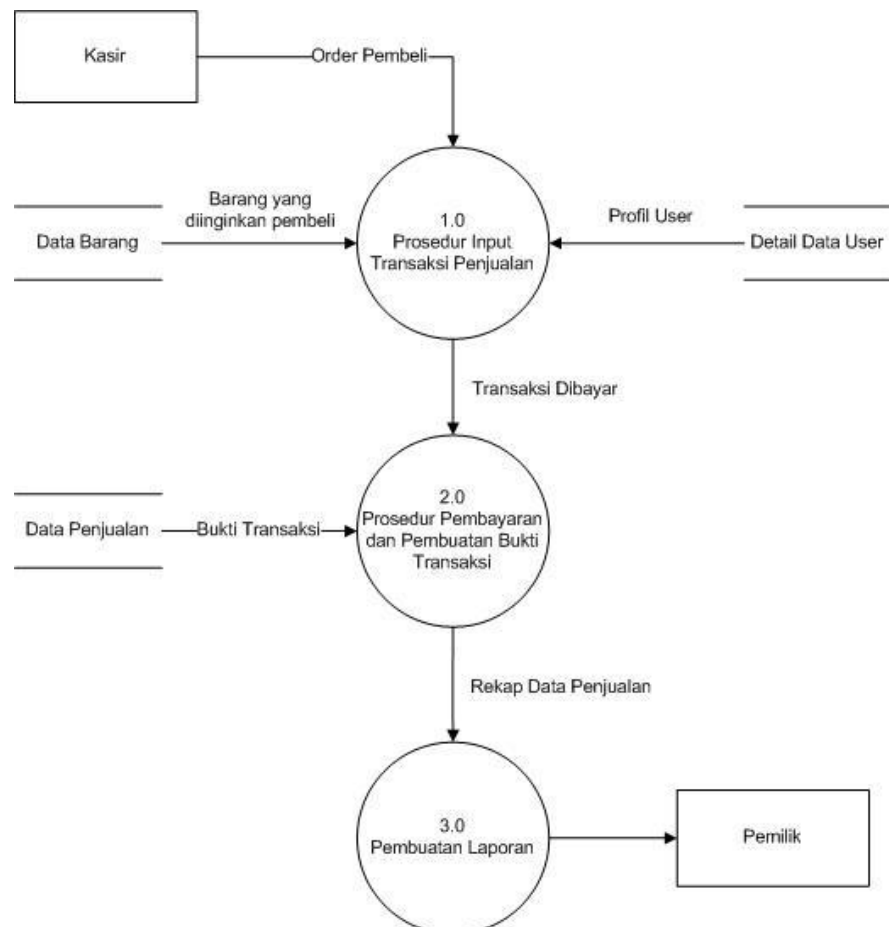 Kasir
Order Pembeli
Barang yang
diinginkan pembeli
Data Barang
1.0
Prosedur Input
Transaksi Penjualan
Profil User
Detail Data User
Transaksi Dibayar
Data Penjualan
Bukti Transaksi
2.0
Prosedur Pembayaran
dan Pembuatan Bukti
Transaksi
Rekap Data Penjualan
3.0
Pembuatan Laporan
Pemilik